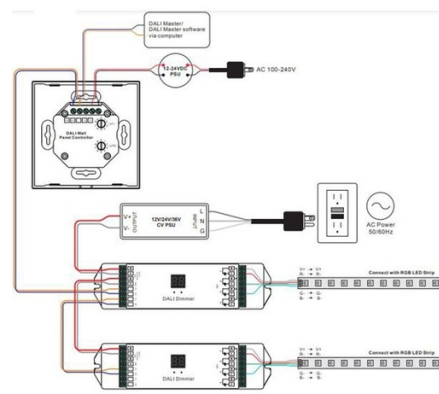 DALI Master/
DALI Master software
via computer
12-24VDC
PSU
AC 100-240V
DALI Wall
Panel Controller
V+
V-
OUTPUT
12V/24V/36V
CV PSU
INPUT
L
N
G
AC Power
50/60Hz
DALI Dimmer
V+ V+
R- R-
G- G-
B- B-
Connect with RGB LED Strip
DALI Dimmer
V+ V+
R- R-
G- G-
B- B-
Connect with RGB LED Strip